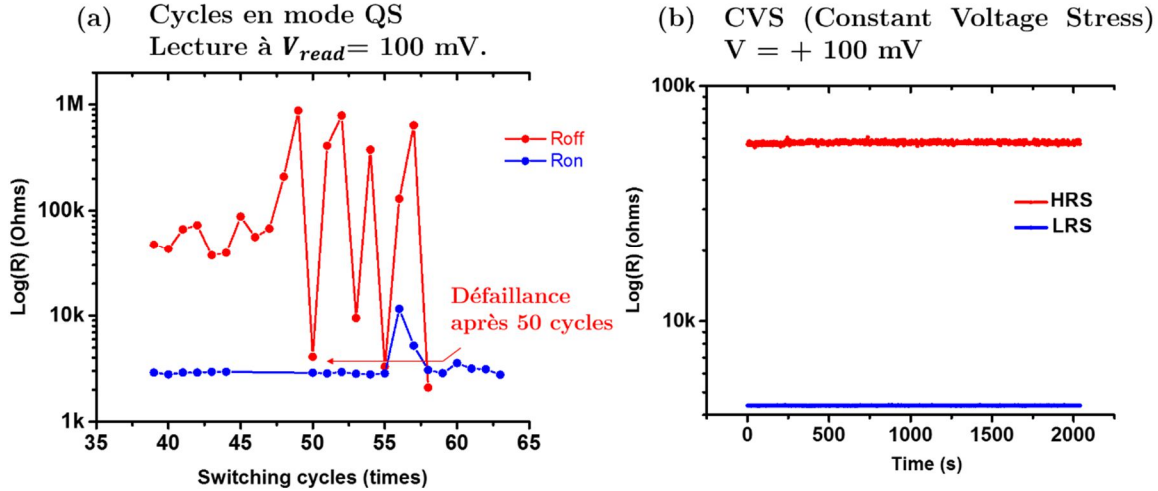 (a) Cycles en mode QS
Lecture à V_read= 100 mV.
1M
100k
10k
1k
Log(R) (Ohms)
Roff
Ron
Défaillance
après 50 cycles
35 40 45 50 55 60 65
Switching cycles (times)
(b) CVS (Constant Voltage Stress)
V = + 100 mV
100k
10k
Log(R) (ohms)
HRS
LRS
0 500 1000 1500 2000
Time (s)